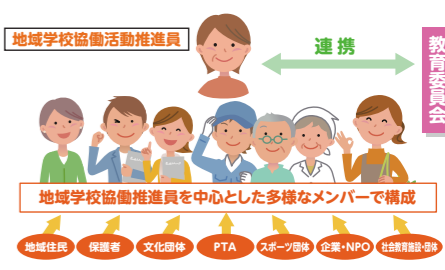 地域学校協働活動推進員
連 携
教育委員会
地域学校協働推進員を中心とした多様なメンバーで構成
地域住民
保護者
文化団体
PTA
スポーツ団体
企業・NPO
社会教育施設・団体